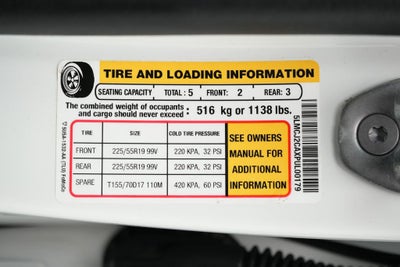 TIRE AND LOADING INFORMATION
SEATING CAPACITY TOTAL: 5 FRONT: 2 REAR: 3
The combined weight of occupants and cargo should never exceed : 516 kg or 1138 lbs.
TIRE SIZE COLD TIRE PRESSURE
FRONT 225/55R19 99V 220 KPA, 32 PSI
REAR 225/55R19 99V 220 KPA, 32 PSI
SPARE T155/70D17 110M 420 KPA, 60 PSI
SEE OWNERS
MANUAL FOR
ADDITIONAL
INFORMATION
5LMCJ2CAXPUL00179